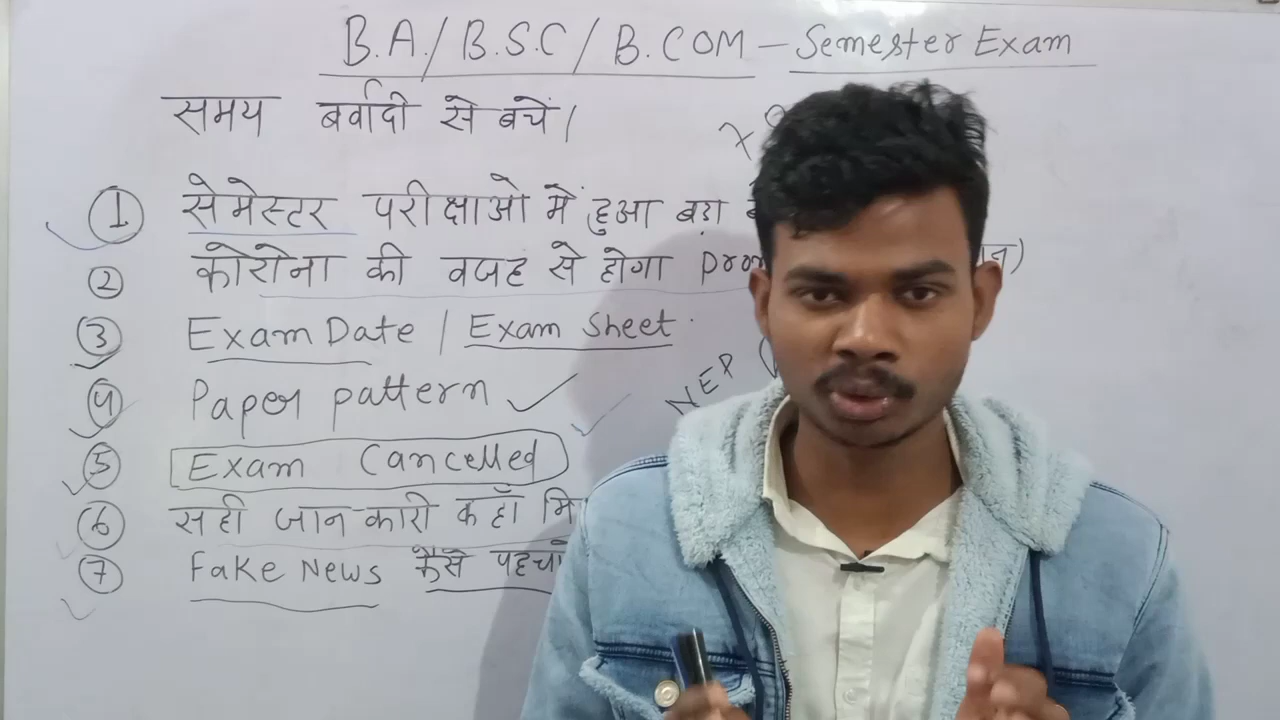 B.A./B.S.C/B.COM - Semester Exam
समय बर्वादी से बचें।
① सेमेस्टर परीक्षाओ में हुआ बड़ा
② कोरोना की वजह से होगा
③ Exam Date / Exam Sheet.
④ Paper pattern ✓
⑤ Exam Cancelled
⑥ सही जानकारी कहाँ
⑦ Fake News कैसे
NEP